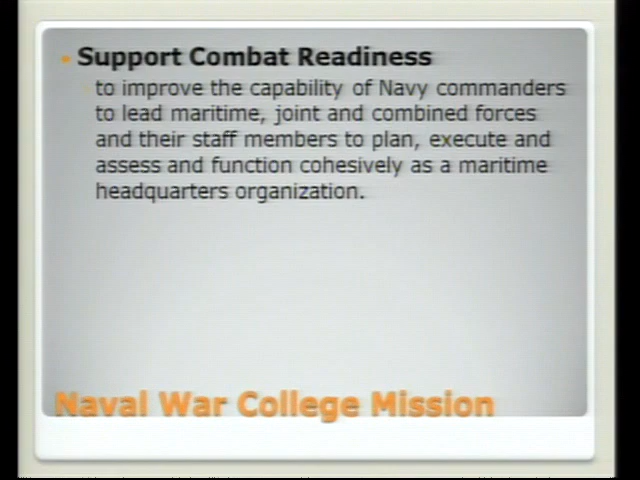 Support Combat Readiness
to improve the capability of Navy commanders
to lead maritime, joint and combined forces
and their staff members to plan, execute and
assess and function cohesively as a maritime
headquarters organization.
Naval War College Mission